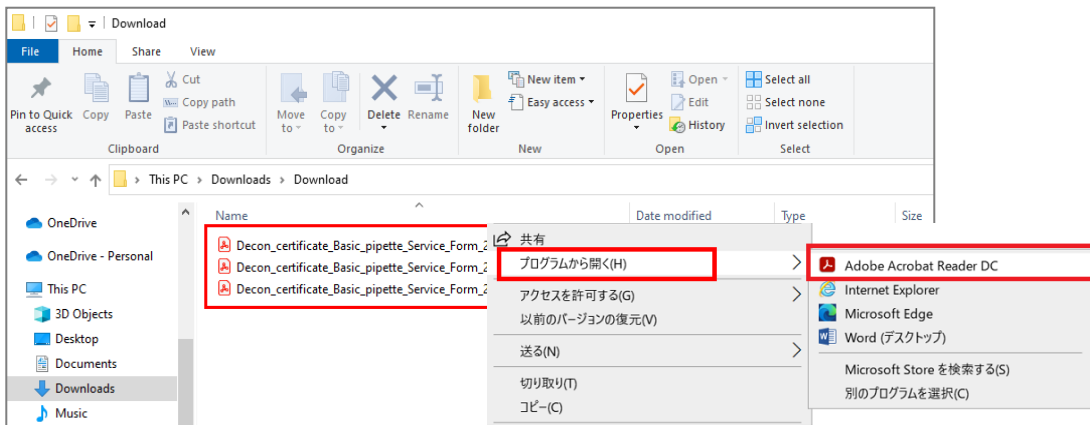 Download
File Home Share View
Pin to Quick access
Copy
Paste
Cut
Copy path
Paste shortcut
Clipboard
Move to
Copy to
Delete
Rename
Organize
New folder
New item
Easy access
New
Properties
Open
Edit
History
Open
Select all
Select none
Invert selection
Select
This PC > Downloads > Download
OneDrive
OneDrive - Personal
This PC
3D Objects
Desktop
Documents
Downloads
Music
Name Date modified Type Size
Decon_certificate_Basic_pipette_Service_Form_2
Decon_certificate_Basic_pipette_Service_Form_2
Decon_certificate_Basic_pipette_Service_Form_2
共有
プログラムから開く(H)
アクセスを許可する(G)
以前のバージョンの復元(V)
送る(N)
切り取り(T)
コピー(C)
Adobe Acrobat Reader DC
Internet Explorer
Microsoft Edge
Word (デスクトップ)
Microsoft Store を検索する(S)
別のプログラムを選択(C)